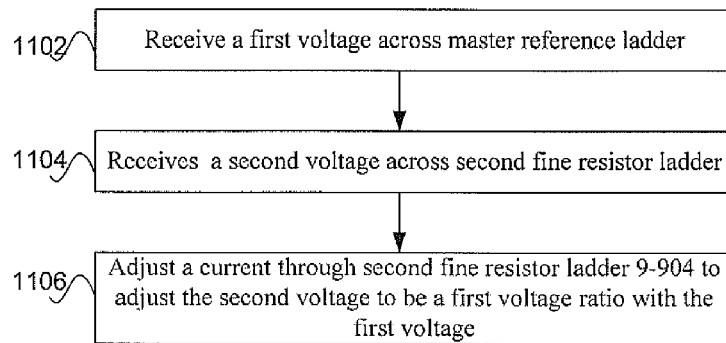 1102
Receive a first voltage across master reference ladder
1104
Receives a second voltage across second fine resistor ladder
1106
Adjust a current through second fine resistor ladder 9-904 to
adjust the second voltage to be a first voltage ratio with the
first voltage